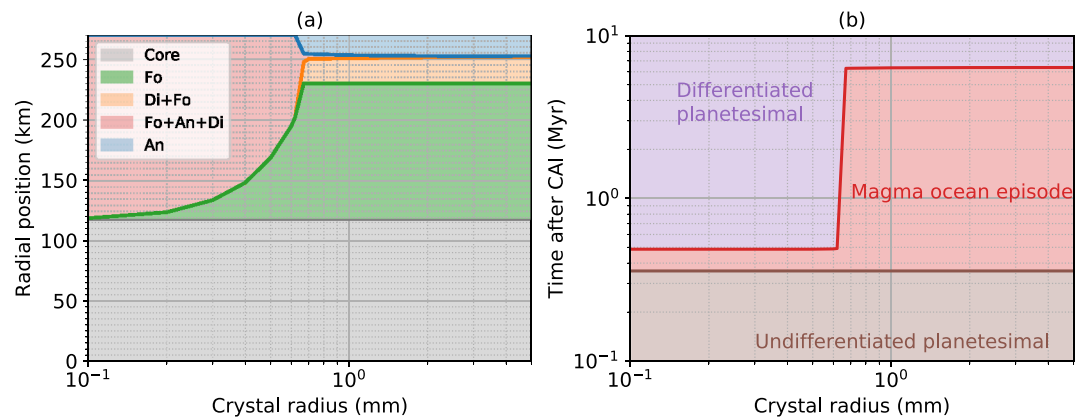 (a)
Core
Fo
Di+Fo
Fo+An+Di
An
250
200
150
100
50
0
Radial position (km)
10⁻¹
10⁰
Crystal radius (mm)
(b)
Differentiated
planetesimal
Magma ocean episode
Undifferentiated planetesimal
10¹
10⁰
10⁻¹
Time after CAI (Myr)
10⁻¹
10⁰
Crystal radius (mm)